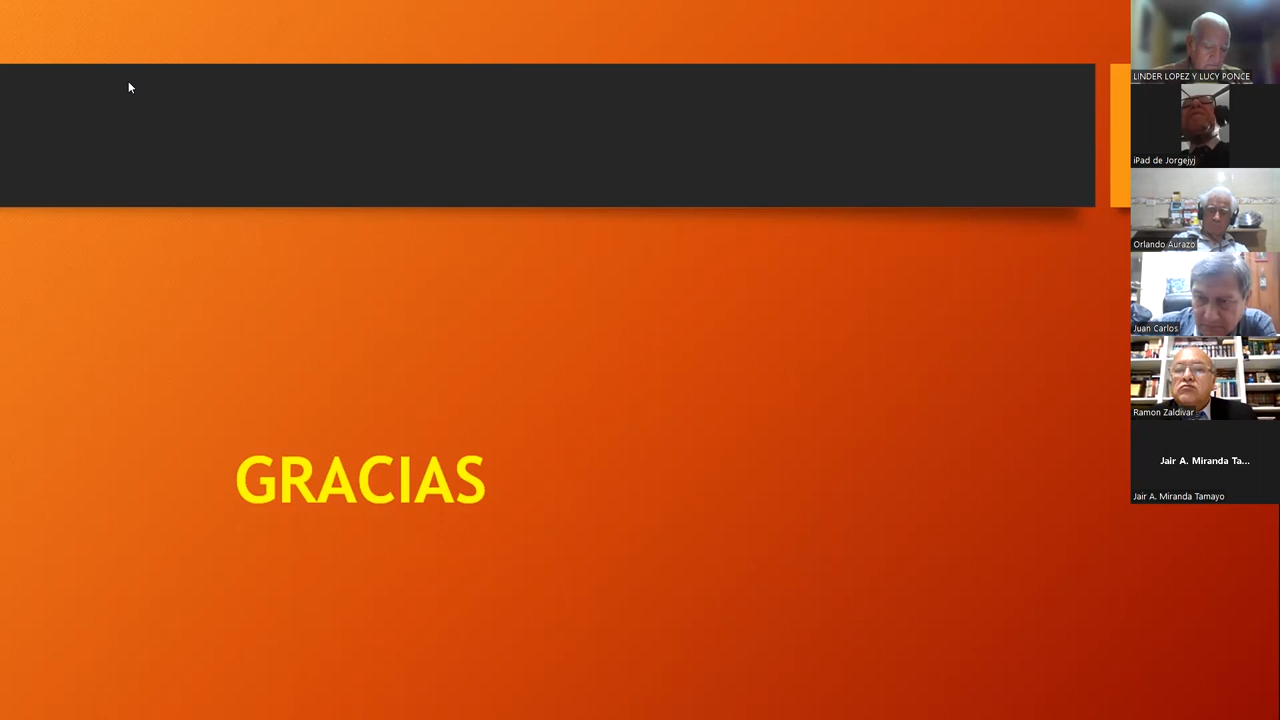 LINDER LOPEZ Y LUCY PONCE
iPad de Jorgejyj
Orlando Aurazo
Juan Carlos
Ramon Zaldivar
Jair A. Miranda Ta...
Jair A. Miranda Tamayo
GRACIAS